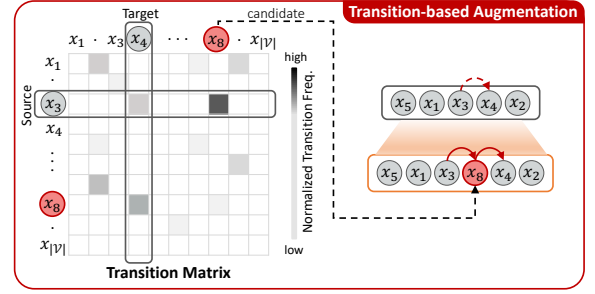 Transition-based Augmentation
Target
candidate
x₁ · x₃ x₄ ··· x₈ · x|𝒱|
Source
x₁
·
x₃
x₄
·
·
·
x₈
·
x|𝒱|
high
Normalized Transition Freq.
low
Transition Matrix
x₅ x₁ x₃ x₄ x₂
x₅ x₁ x₃ x₈ x₄ x₂